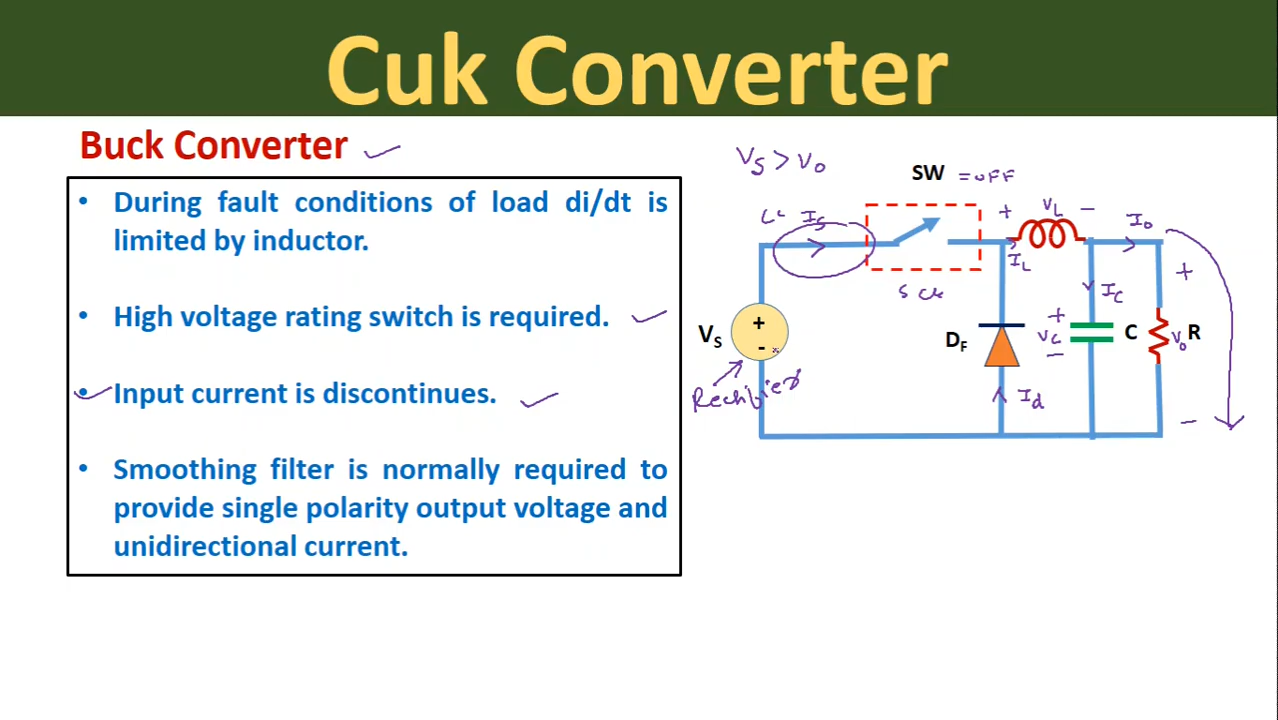 Cuk Converter
Buck Converter
• During fault conditions of load di/dt is
limited by inductor.
• High voltage rating switch is required.
• Input current is discontinues.
• Smoothing filter is normally required to
provide single polarity output voltage and
unidirectional current.
VS > Vo
SW = OFF
IS
+ VL -
Io
IL
IC
+
VS
+
-
DF
+
VC
-
C
Vo
R
Rectified
Id
-